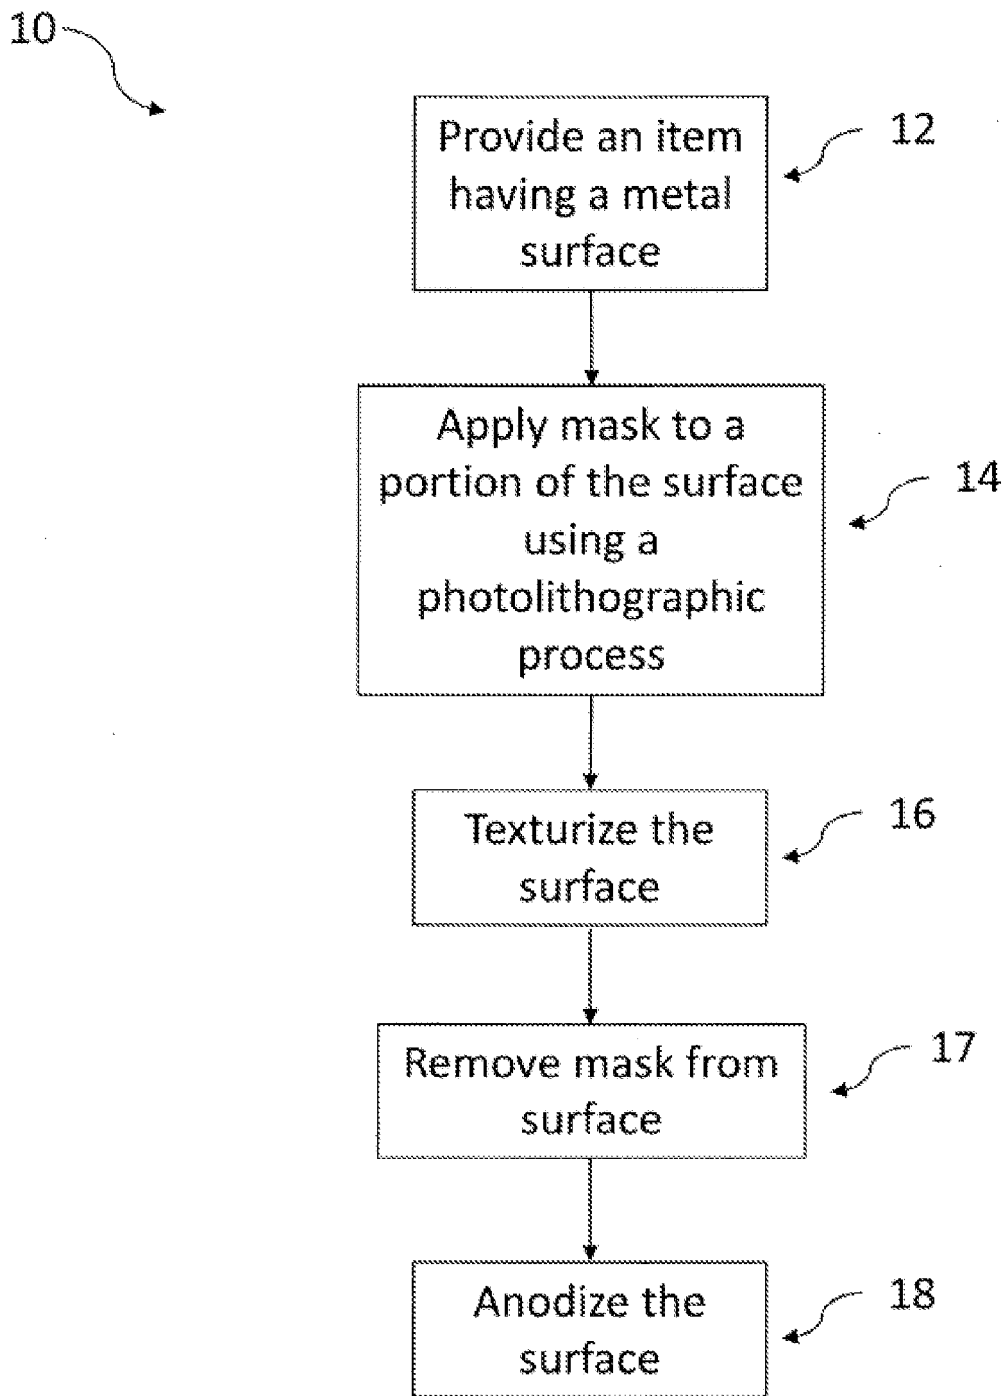 10
Provide an item
having a metal
surface
12
Apply mask to a
portion of the surface
using a
photolithographic
process
14
Texturize the
surface
16
Remove mask from
surface
17
Anodize the
surface
18